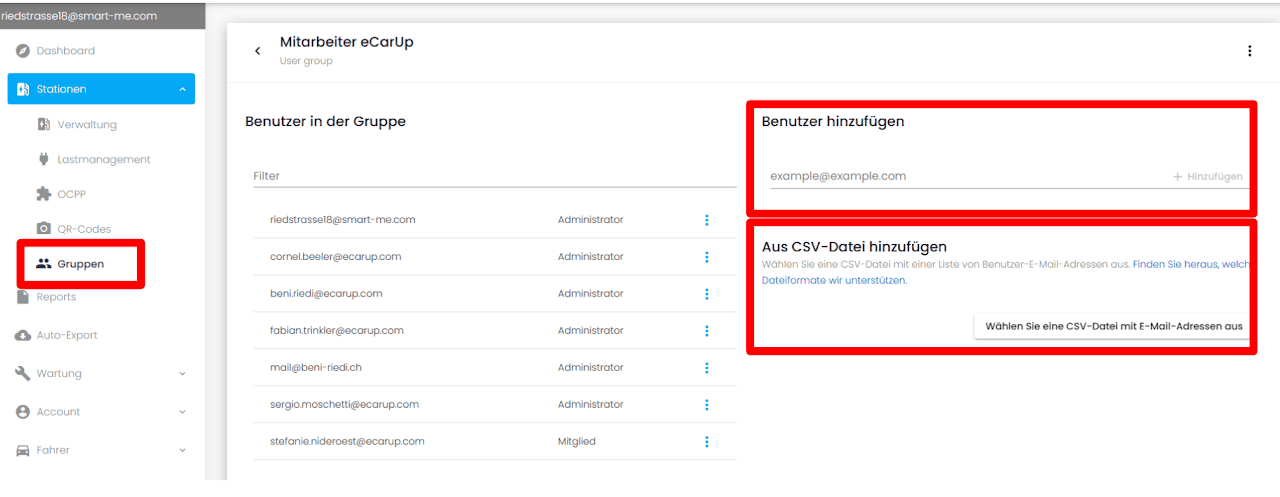 riedstrasse18@smart-me.com
Dashboard
Stationen
Verwaltung
Lastmanagement
OCPP
QR-Codes
Gruppen
Reports
Auto-Export
Wartung
Account
Fahrer
Mitarbeiter eCarUp
User group
Benutzer in der Gruppe
Filter
riedstrasse18@smart-me.com Administrator
cornel.beeler@ecarup.com Administrator
beni.riedi@ecarup.com Administrator
fabian.trinkler@ecarup.com Administrator
mail@beni-riedi.ch Administrator
sergio.moschetti@ecarup.com Administrator
stefanie.nideroest@ecarup.com Mitglied
Benutzer hinzufügen
example@example.com + Hinzufügen
Aus CSV-Datei hinzufügen
Wählen Sie eine CSV-Datei mit einer Liste von Benutzer-E-Mail-Adressen aus. Finden Sie heraus, welch
Dateiformate wir unterstützen.
Wählen Sie eine CSV-Datei mit E-Mail-Adressen aus